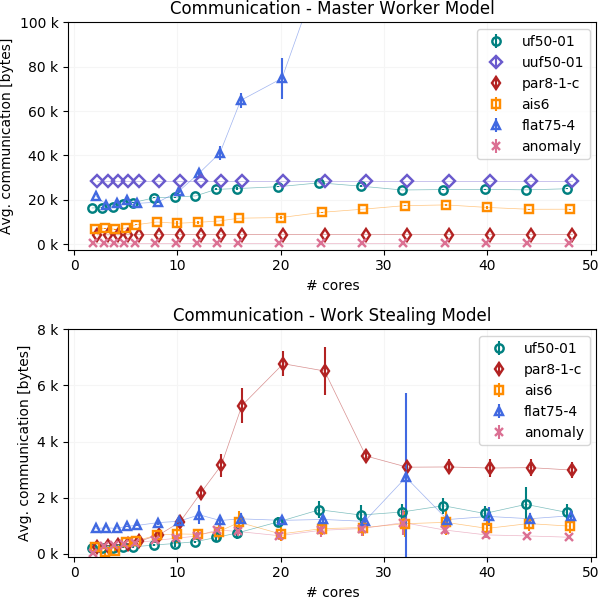 Communication - Master Worker Model
Avg. communication [bytes]
100 k
80 k
60 k
40 k
20 k
0 k
uf50-01
uuf50-01
par8-1-c
ais6
flat75-4
anomaly
0 10 20 30 40 50
# cores
Communication - Work Stealing Model
Avg. communication [bytes]
8 k
6 k
4 k
2 k
0 k
uf50-01
par8-1-c
ais6
flat75-4
anomaly
0 10 20 30 40 50
# cores